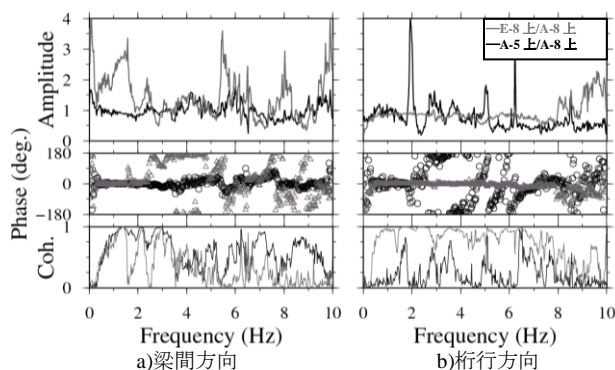 4
3
2
1
0
Amplitude
E-8 上/A-8 上
A-5 上/A-8 上
180
0
−180
Phase (deg.)
1
0
Coh.
0 2 4 6 8 10
0 2 4 6 8 10
Frequency (Hz)
Frequency (Hz)
a)梁間方向
b)桁行方向